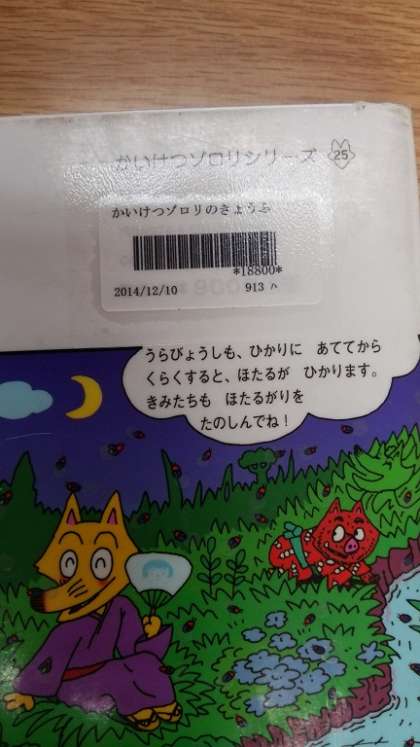 かいけつゾロリシリーズ 25
かいけつゾロリのきょうふ
*18800*
2014/12/10 913 ハ
うらびょうしも、ひかりに あててから
くらくすると、ほたるが ひかります。
きみたちも ほたるがりを
たのしんでね!